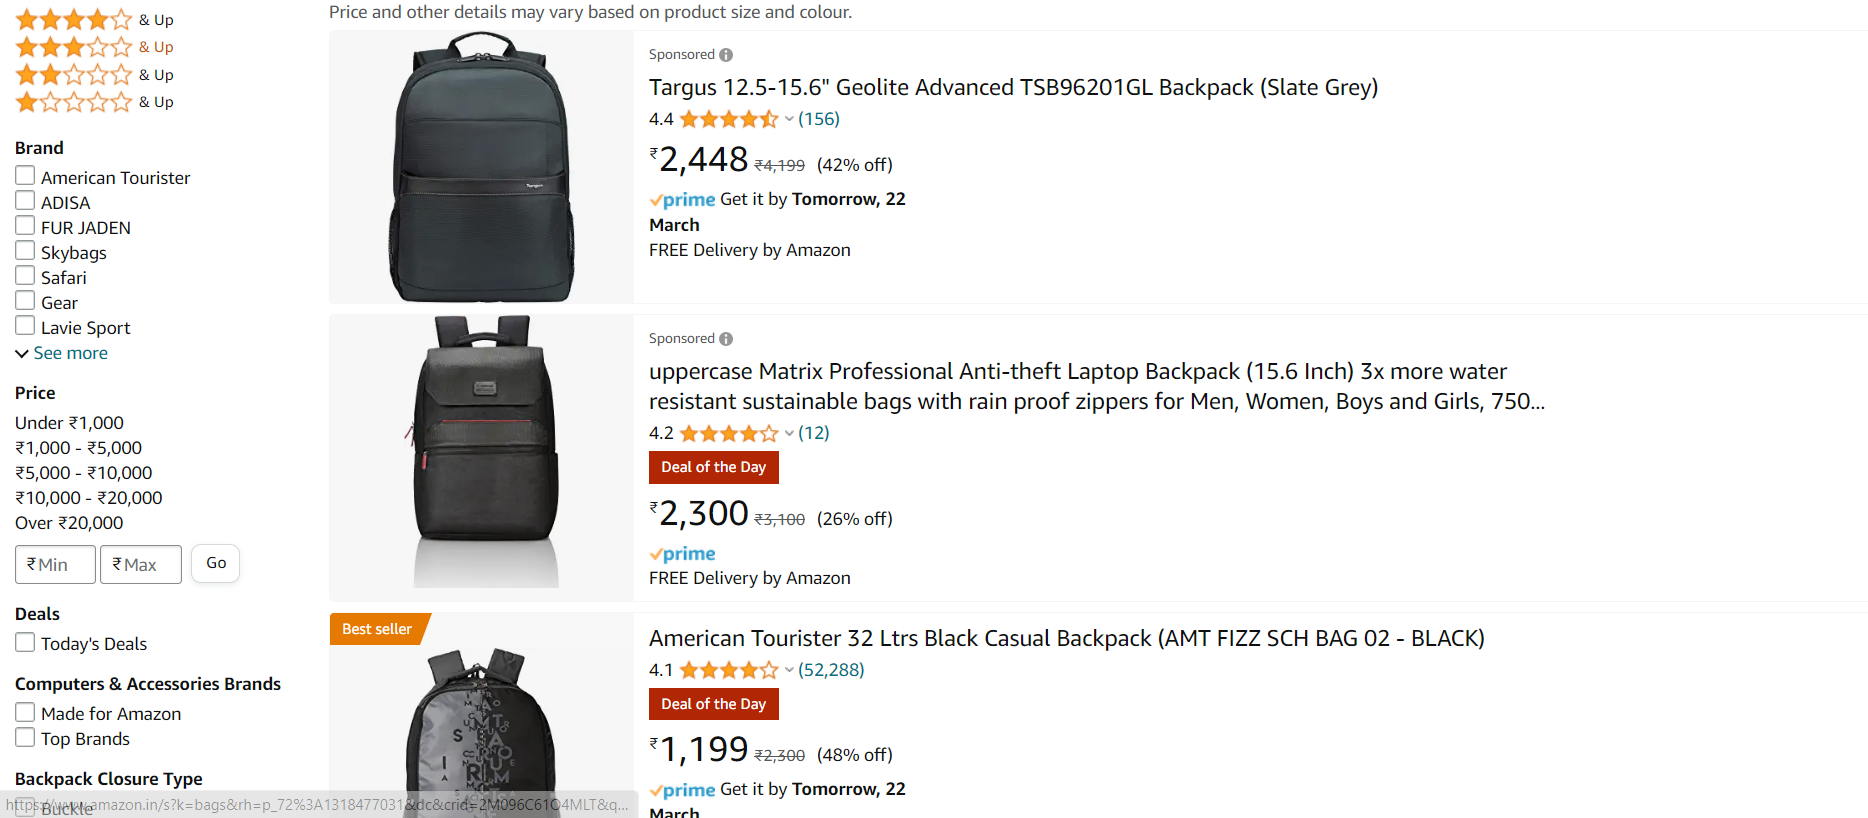 & Up
& Up
& Up
& Up
Brand
American Tourister
ADISA
FUR JADEN
Skybags
Safari
Gear
Lavie Sport
See more
Price
Under ₹1,000
₹1,000 - ₹5,000
₹5,000 - ₹10,000
₹10,000 - ₹20,000
Over ₹20,000
₹ Min ₹ Max Go
Deals
Today's Deals
Computers & Accessories Brands
Made for Amazon
Top Brands
Backpack Closure Type
Buckle
https://www.amazon.in/s?k=bags&rh=p_72%3A1318477031&dc&crid=2M096C61O4MLT&q...
Price and other details may vary based on product size and colour.
Sponsored
Targus 12.5-15.6" Geolite Advanced TSB96201GL Backpack (Slate Grey)
4.4 (156)
₹2,448 ₹4,199 (42% off)
prime Get it by Tomorrow, 22
March
FREE Delivery by Amazon
Sponsored
uppercase Matrix Professional Anti-theft Laptop Backpack (15.6 Inch) 3x more water
resistant sustainable bags with rain proof zippers for Men, Women, Boys and Girls, 750...
4.2 (12)
Deal of the Day
₹2,300 ₹3,100 (26% off)
prime
FREE Delivery by Amazon
Best seller
American Tourister 32 Ltrs Black Casual Backpack (AMT FIZZ SCH BAG 02 - BLACK)
4.1 (52,288)
Deal of the Day
₹1,199 ₹2,300 (48% off)
prime Get it by Tomorrow, 22
March